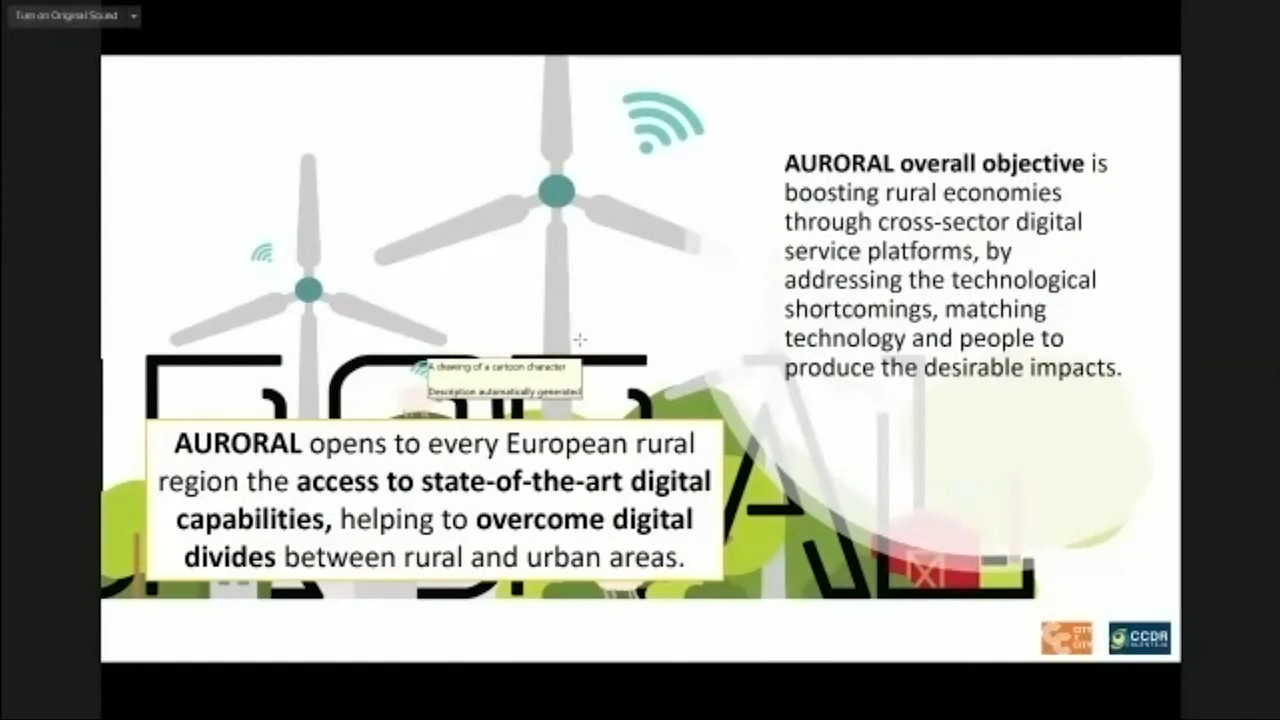 Turn on Original Sound
AURORAL overall objective is
boosting rural economies
through cross-sector digital
service platforms, by
addressing the technological
shortcomings, matching
technology and people to
produce the desirable impacts.
A drawing of a cartoon character
Description automatically generated
AURORAL opens to every European rural
region the access to state-of-the-art digital
capabilities, helping to overcome digital
divides between rural and urban areas.
CITY
CITY
CCDR
ALENTEJO